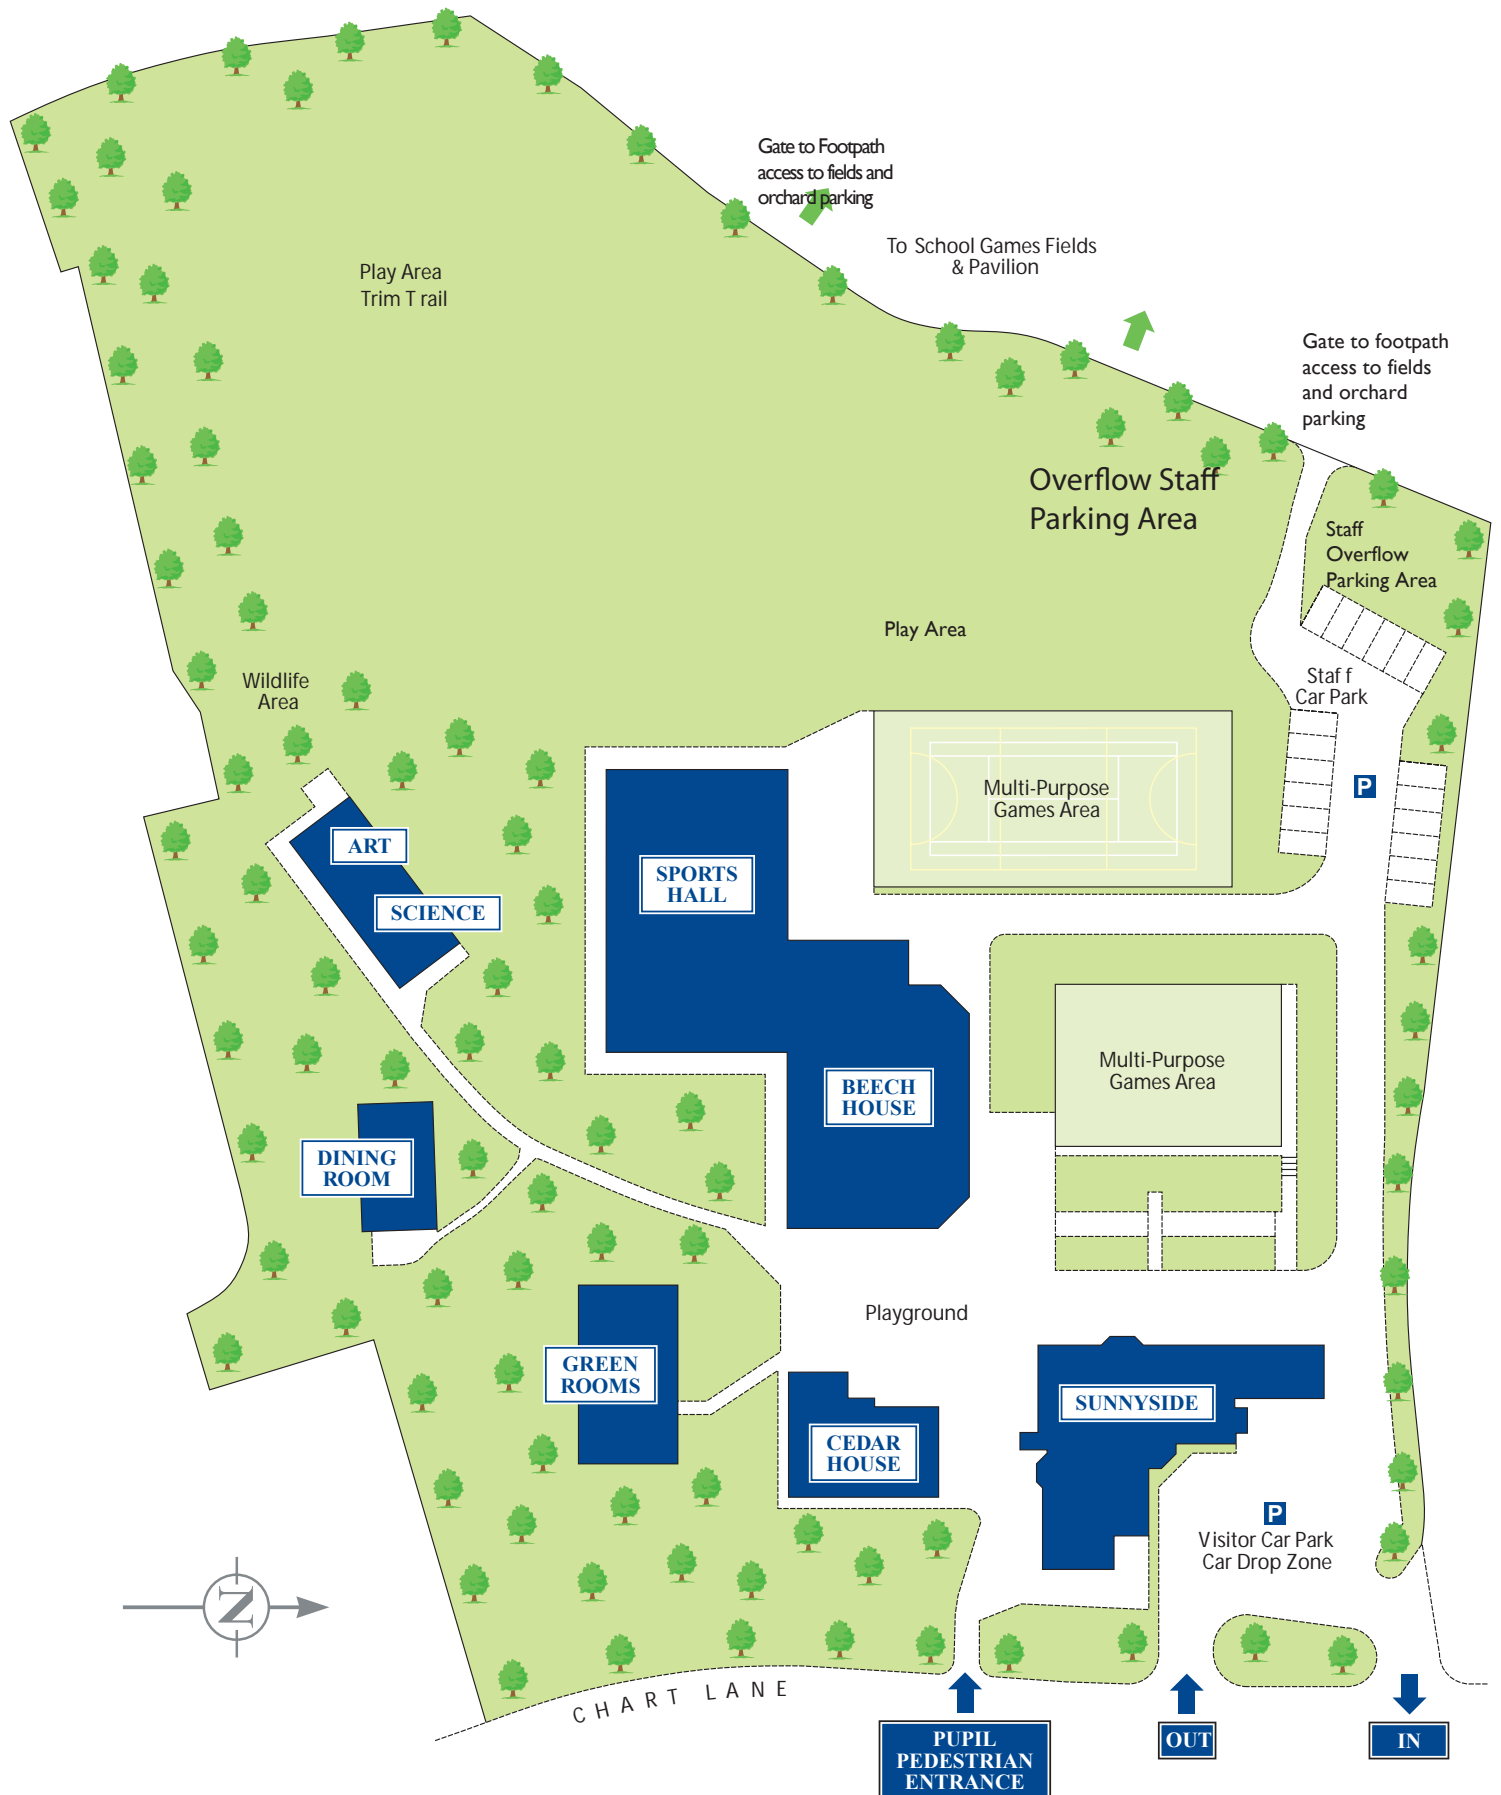 Gate to Footpath
access to fields and
orchard parking
To School Games Fields
& Pavilion
Play Area
Trim T rail
Gate to footpath
access to fields
and orchard
parking
Overflow Staff
Parking Area
Staff
Overflow
Parking Area
Play Area
Wildlife
Area
Staf f
Car Park
P
Multi-Purpose
Games Area
ART
SCIENCE
SPORTS
HALL
BEECH
HOUSE
Multi-Purpose
Games Area
DINING
ROOM
Playground
GREEN
ROOMS
SUNNYSIDE
CEDAR
HOUSE
P
Visitor Car Park
Car Drop Zone
N
CHART LANE
PUPIL
PEDESTRIAN
ENTRANCE
OUT
IN